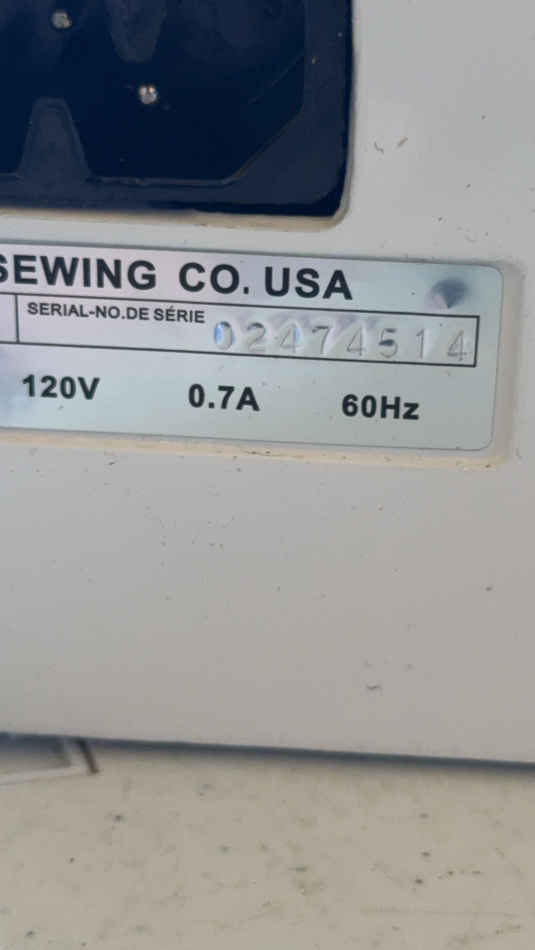 SEWING CO. USA
SERIAL-NO.DE SÉRIE 02474514
120V 0.7A 60Hz